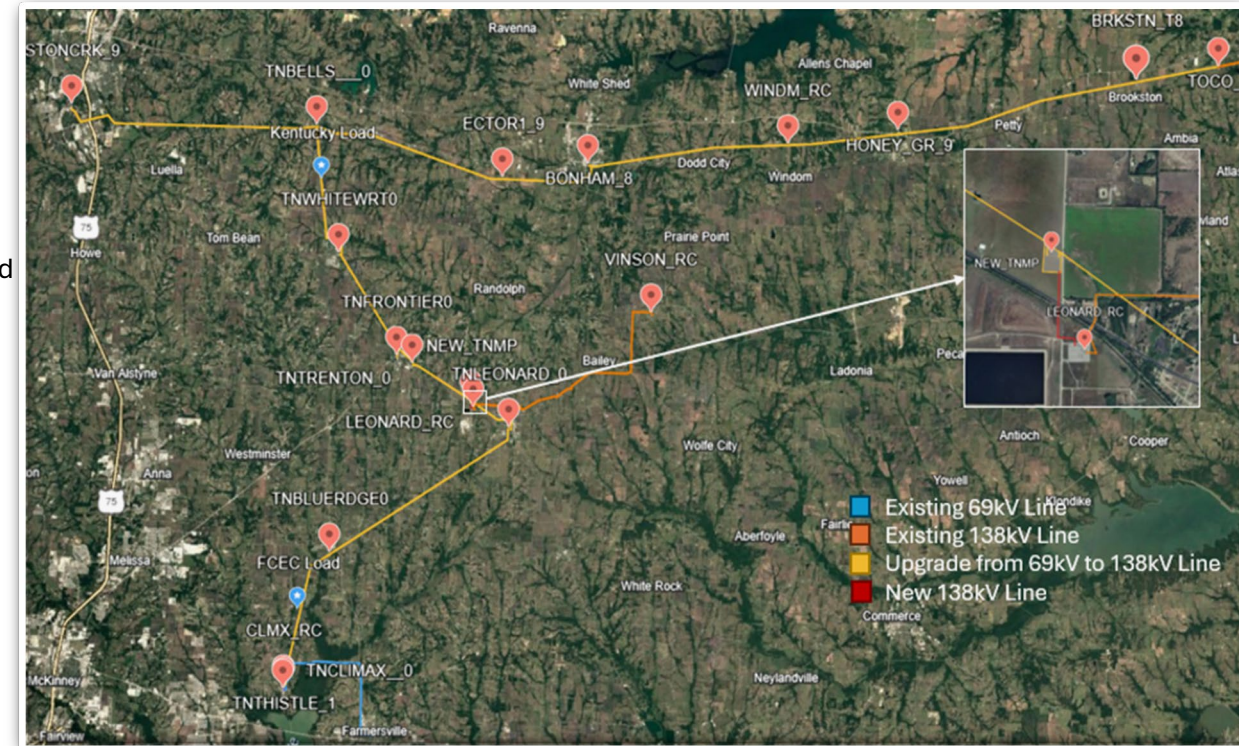 d
Ravenna
BRKSTN_T8
STONCRK_9
TNBELLS___0
White Shed
Allens Chapel
WINDM_RC
TOCO_
Brookston
Kentucky Load
ECTOR1_9
Petty
HONEY_GR_9
Ambia
Luella
BONHAM_8
Dodd City
Windom
TNWHITEWRT0
75
Howe
Tom Bean
Prairie Point
VINSON_RC
NEW_TNMP
LEONARD_RC
Randolph
TNFRONTIER0
NEW_TNMP
Bailey
Van Alstyne
TNTRENTON_0
TNLEONARD_0
Ladonia
LEONARD_RC
Westminster
Wolfe City
Antioch
Cooper
Anna
75
Yowell
Klondike
TNBLUERDGE0
Existing 69kV Line
Aberfoyle
Existing 138kV Line
Melissa
FCEC Load
Upgrade from 69kV to 138kV Line
White Rock
New 138kV Line
Commerce
CLMX_RC
TNCLIMAX__0
McKinney
Neylandville
TNTHISTLE_1
Farmersville
Fairview